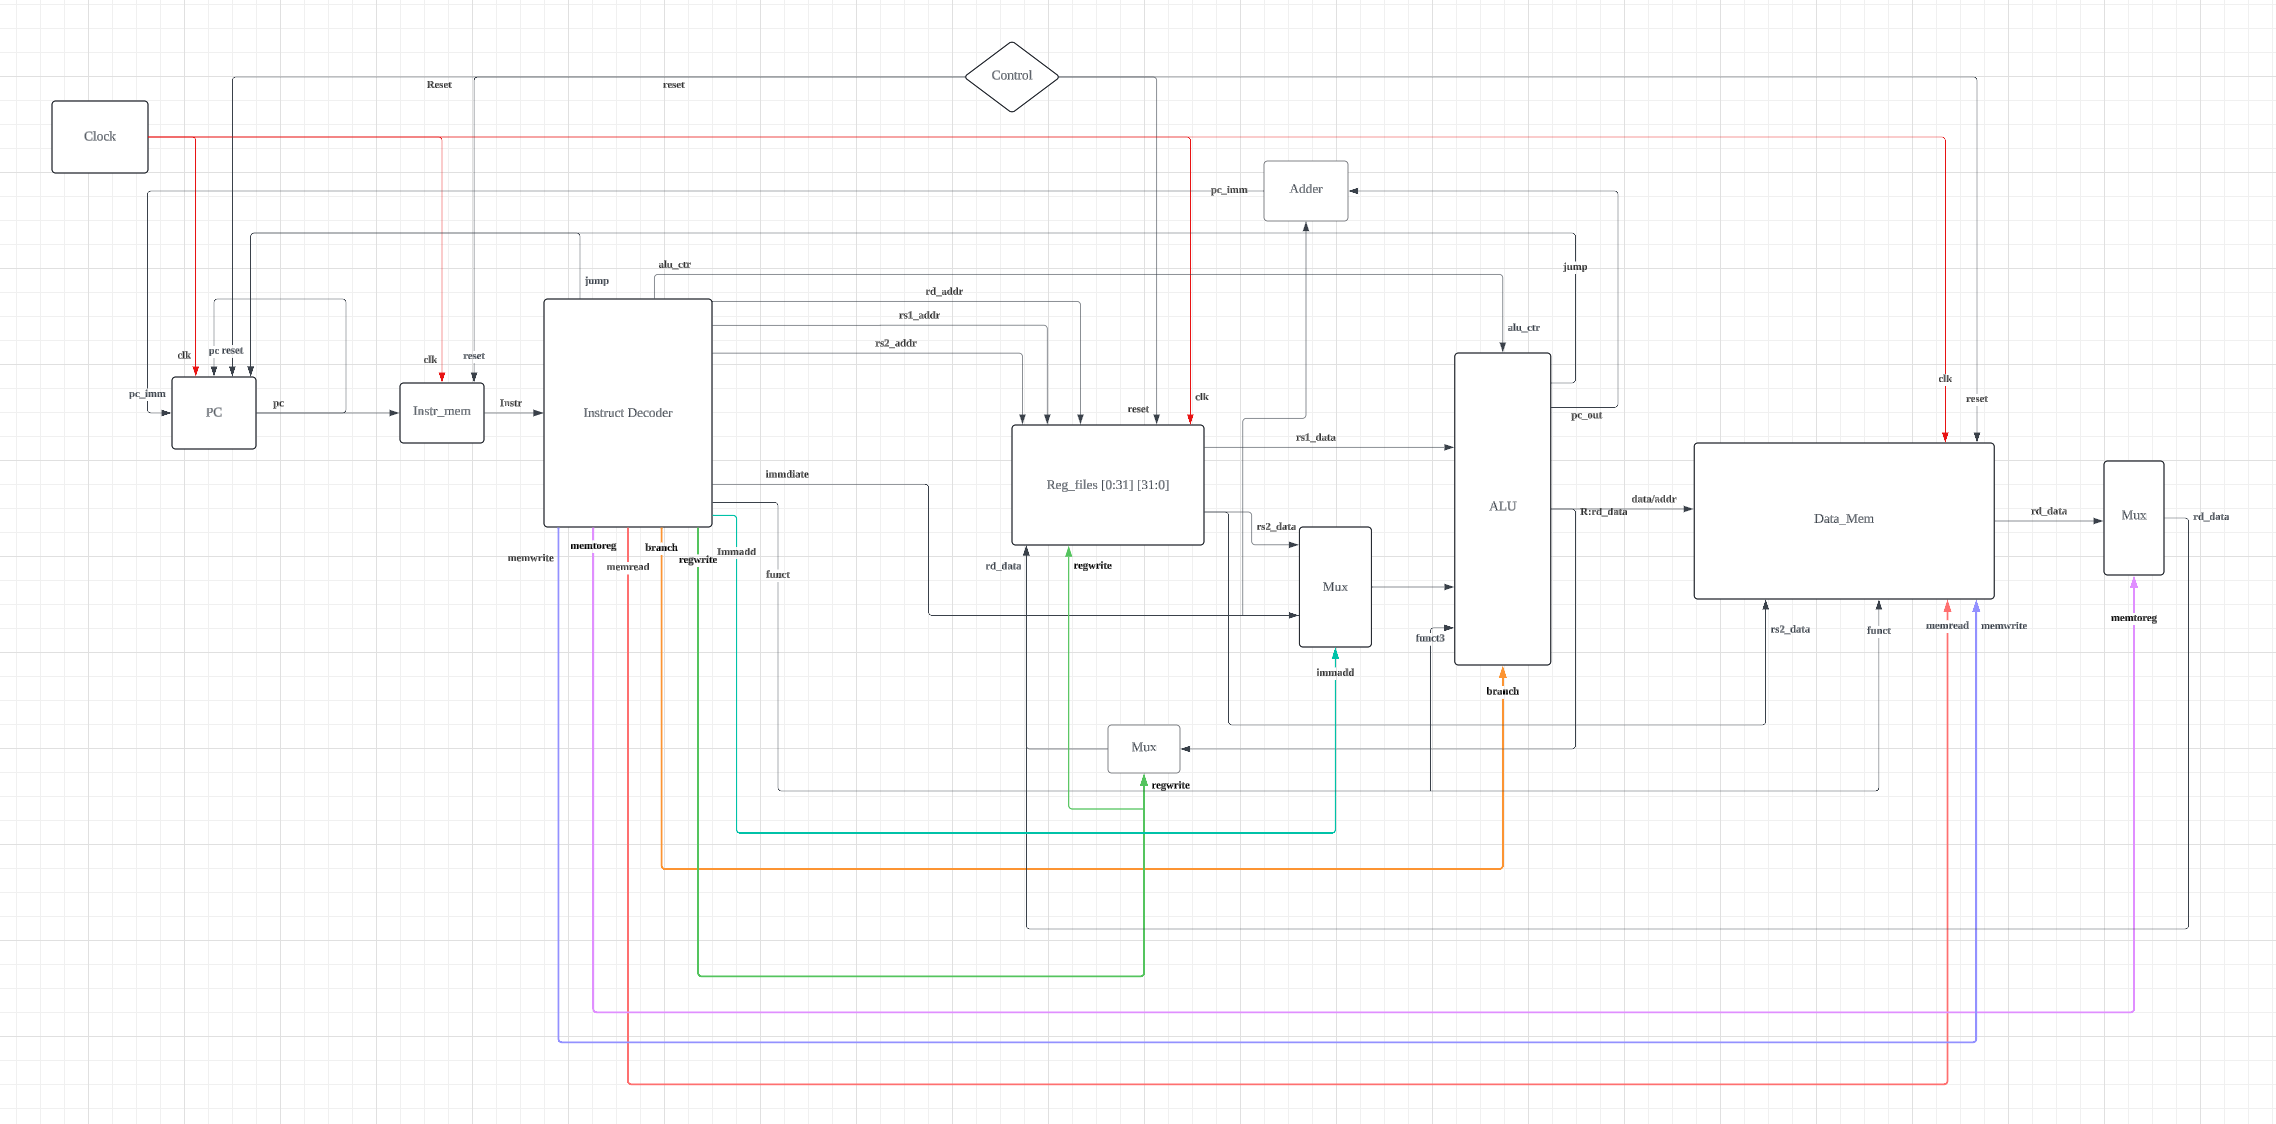 Control
Reset
reset
Clock
Adder
pc_imm
alu_ctr
jump
jump
rd_addr
rs1_addr
alu_ctr
rs2_addr
clk
pc
reset
clk
reset
clk
reset
pc_imm
clk
reset
pc
PC
Instr_mem
Instr
Instruct Decoder
pc_out
rs1_data
immdiate
Reg_files [0:31] [31:0]
ALU
data/addr
R:rd_data
Data_Mem
rd_data
Mux
rd_data
rs2_data
memwrite
memtoreg
memread
branch
regwrite
Immadd
funct
rd_data
regwrite
Mux
funct3
rs2_data
funct
memread
memwrite
memtoreg
immadd
branch
Mux
regwrite